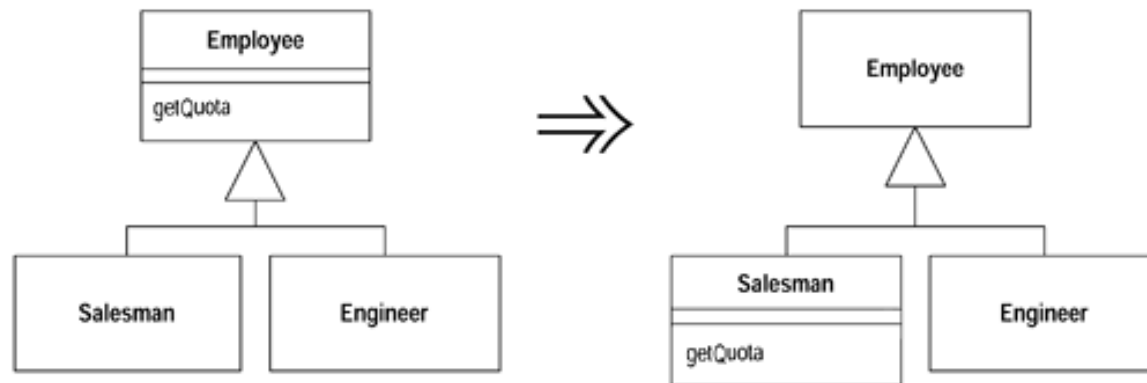 Employee
getQuota
Salesman
Engineer
Employee
Salesman
getQuota
Engineer